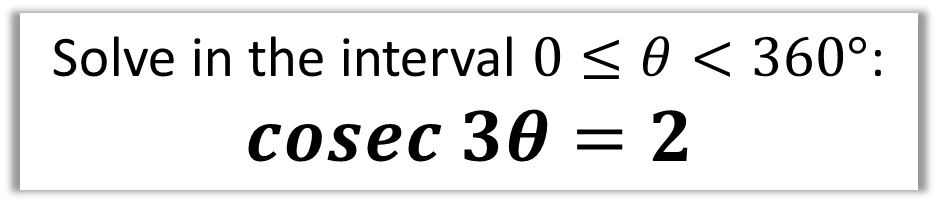 Solve in the interval 0 ≤ θ < 360°:
cosec 3θ = 2